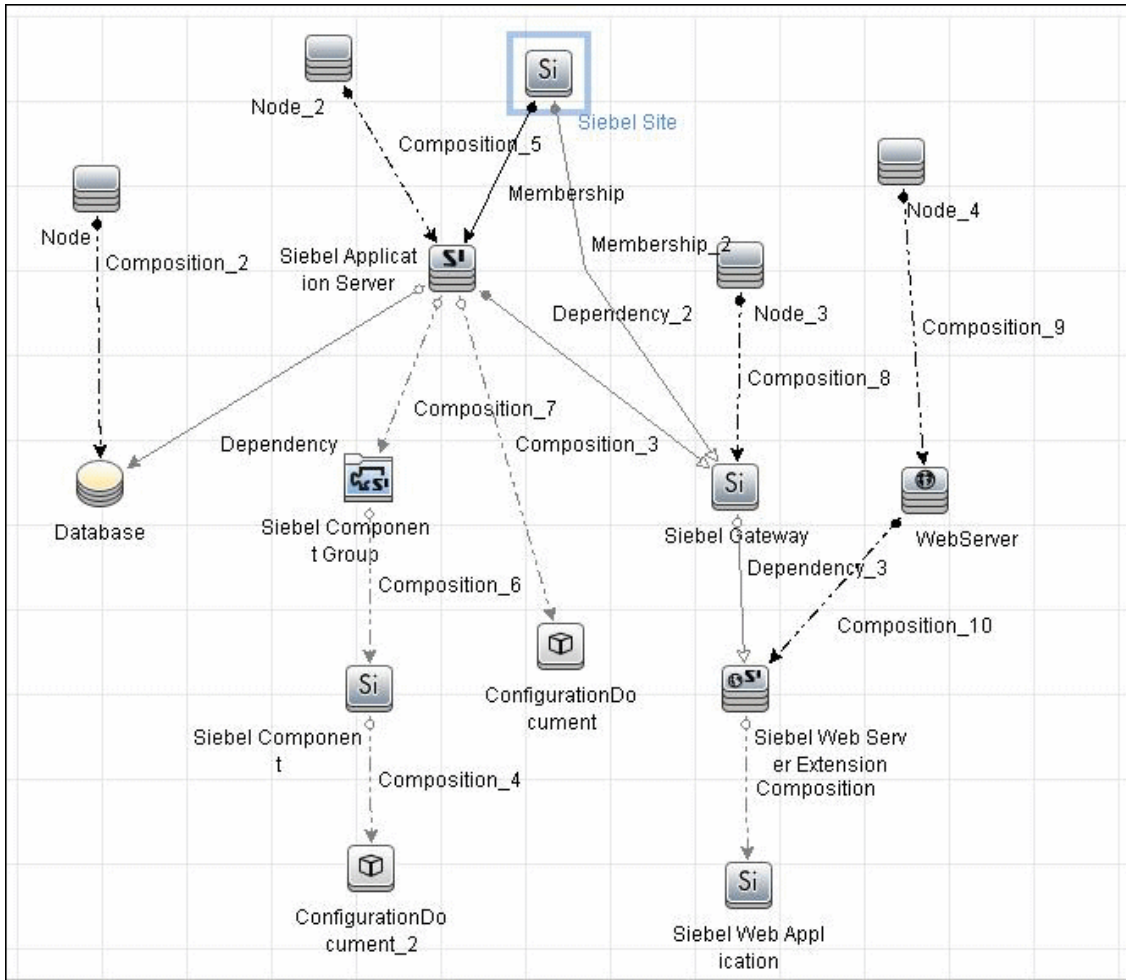 Si
Node_2
Siebel Site
Composition_5
Membership
Node_4
Node
Composition_2
Siebel Applicat
ion Server
Membership_2
Dependency_2
Node_3
Composition_9
Composition_8
Composition_7
Dependency
Composition_3
Si
Database
Siebel Componen
t Group
Siebel Gateway
WebServer
Dependency_3
Composition_6
Composition_10
Si
ConfigurationDo
cument
Siebel Componen
t
Siebel Web Serv
er Extension
Composition_4
Composition
Si
ConfigurationDo
cument_2
Siebel Web Appl
ication